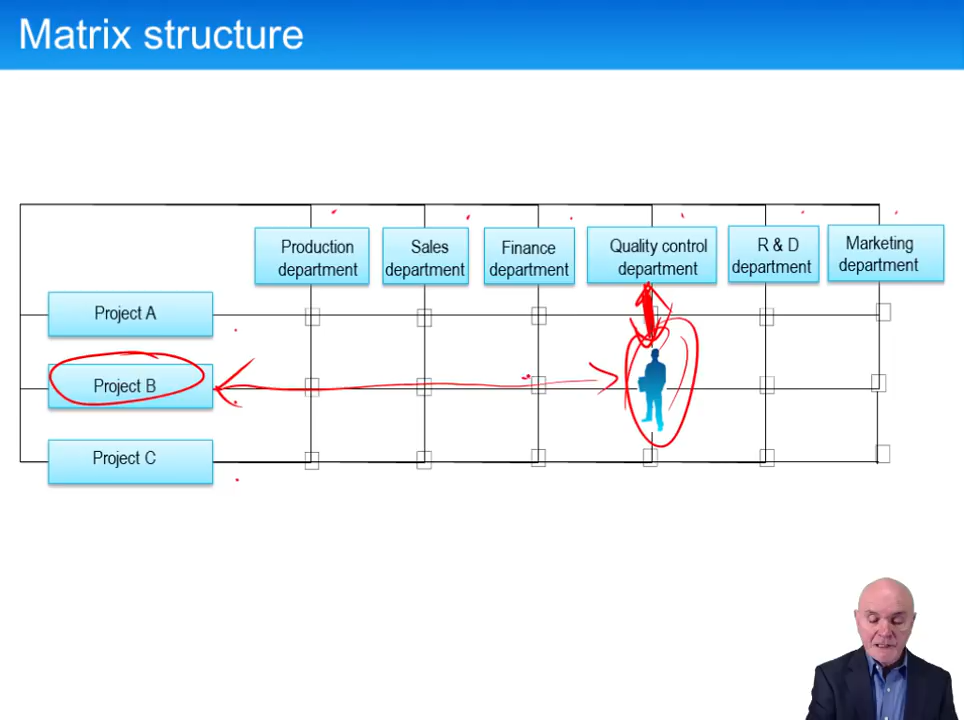 Matrix structure
Production
department
Sales
department
Finance
department
Quality control
department
R & D
department
Marketing
department
Project A
Project B
Project C